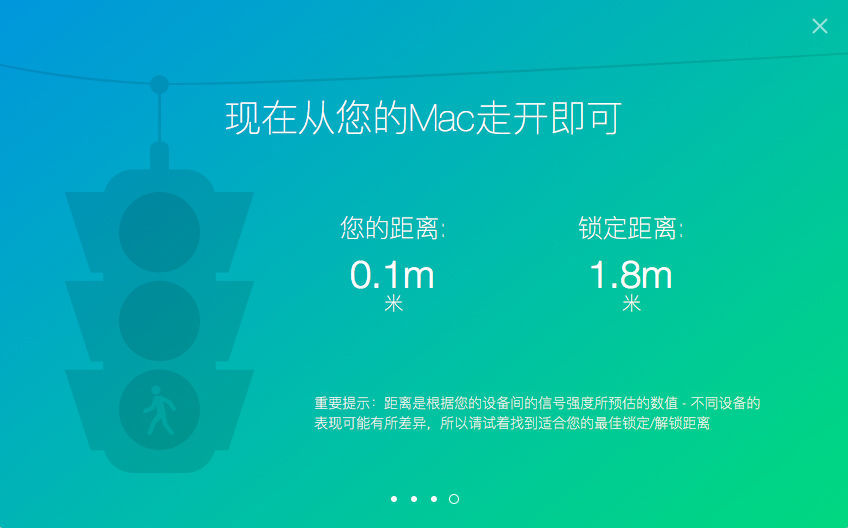 现在从您的Mac走开即可
您的距离:
锁定距离:
0.1m
1.8m
米
米
重要提示：距离是根据您的设备间的信号强度所预估的数值 - 不同设备的
表现可能有所差异，所以请试着找到适合您的最佳锁定/解锁距离